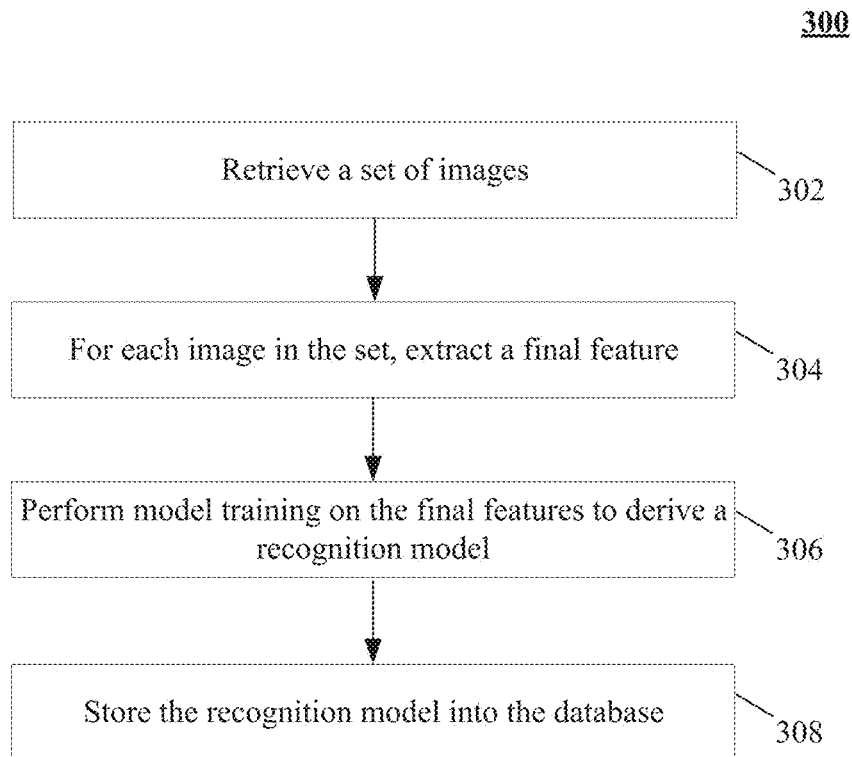 300
Retrieve a set of images
302
For each image in the set, extract a final feature
304
Perform model training on the final features to derive a
recognition model
306
Store the recognition model into the database
308